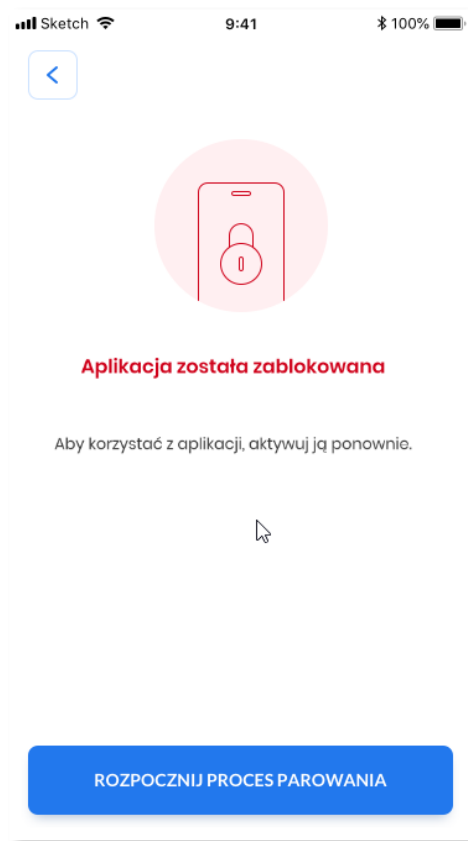 Sketch 9:41 100%
Aplikacja została zablokowana
Aby korzystać z aplikacji, aktywuj ją ponownie.
ROZPOCZNIJ PROCES PAROWANIA